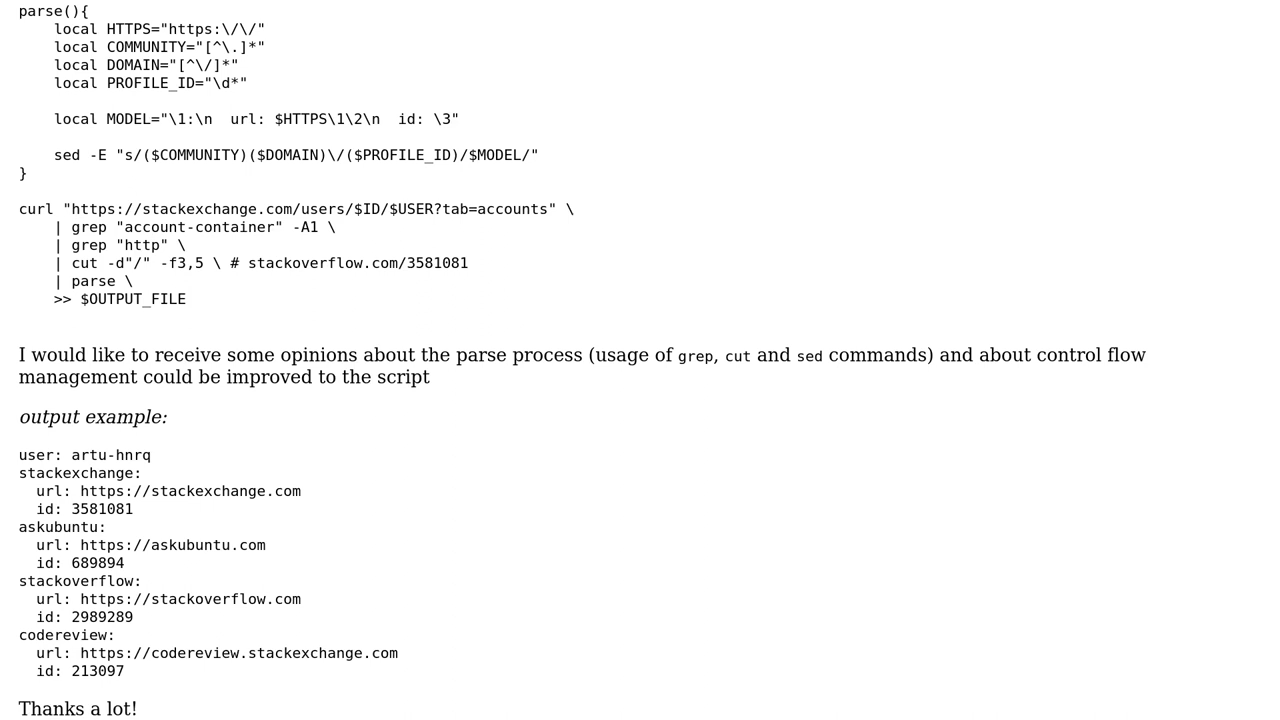 parse(){
    local HTTPS="https:\/\/"
    local COMMUNITY="[^\.]*"
    local DOMAIN="[^\/]*"
    local PROFILE_ID="\d*"

    local MODEL="\1:\n  url: $HTTPS\1\2\n  id: \3"

    sed -E "s/($COMMUNITY)($DOMAIN)\/($PROFILE_ID)/$MODEL/"
}

curl "https://stackexchange.com/users/$ID/$USER?tab=accounts" \
    | grep "account-container" -A1 \
    | grep "http" \
    | cut -d"/" -f3,5 \ # stackoverflow.com/3581081
    | parse \
    >> $OUTPUT_FILE

I would like to receive some opinions about the parse process (usage of grep, cut and sed commands) and about control flow
management could be improved to the script

output example:

user: artu-hnrq
stackexchange:
  url: https://stackexchange.com
  id: 3581081
askubuntu:
  url: https://askubuntu.com
  id: 689894
stackoverflow:
  url: https://stackoverflow.com
  id: 2989289
codereview:
  url: https://codereview.stackexchange.com
  id: 213097

Thanks a lot!